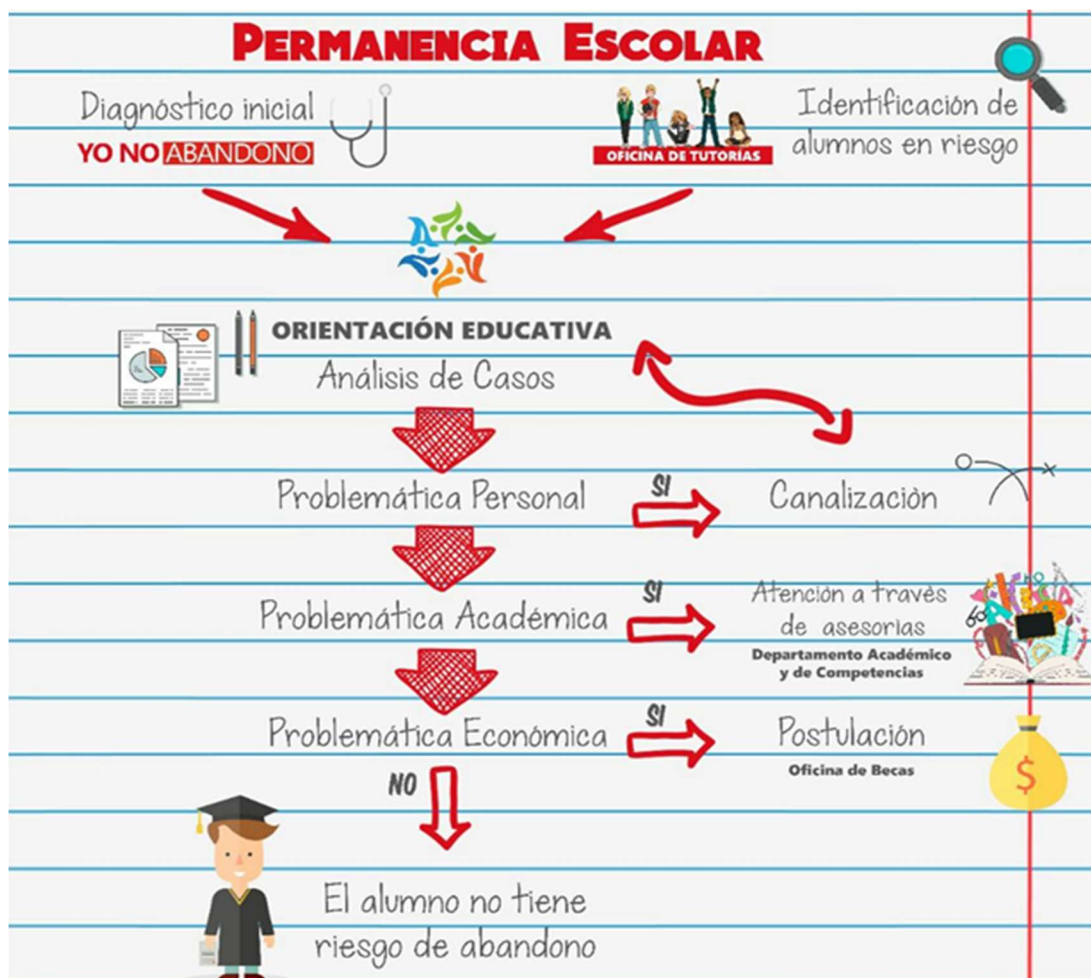 PERMANENCIA ESCOLAR
Diagnóstico inicial
YO NO ABANDONO
OFICINA DE TUTORÍAS
Identificación de
alumnos en riesgo
ORIENTACIÓN EDUCATIVA
Análisis de Casos
Problemática Personal
SI
Canalización
Problemática Académica
SI
Atención a través
de asesorías
Departamento Académico
y de Competencias
Problemática Económica
SI
Postulación
Oficina de Becas
$
NO
El alumno no tiene
riesgo de abandono